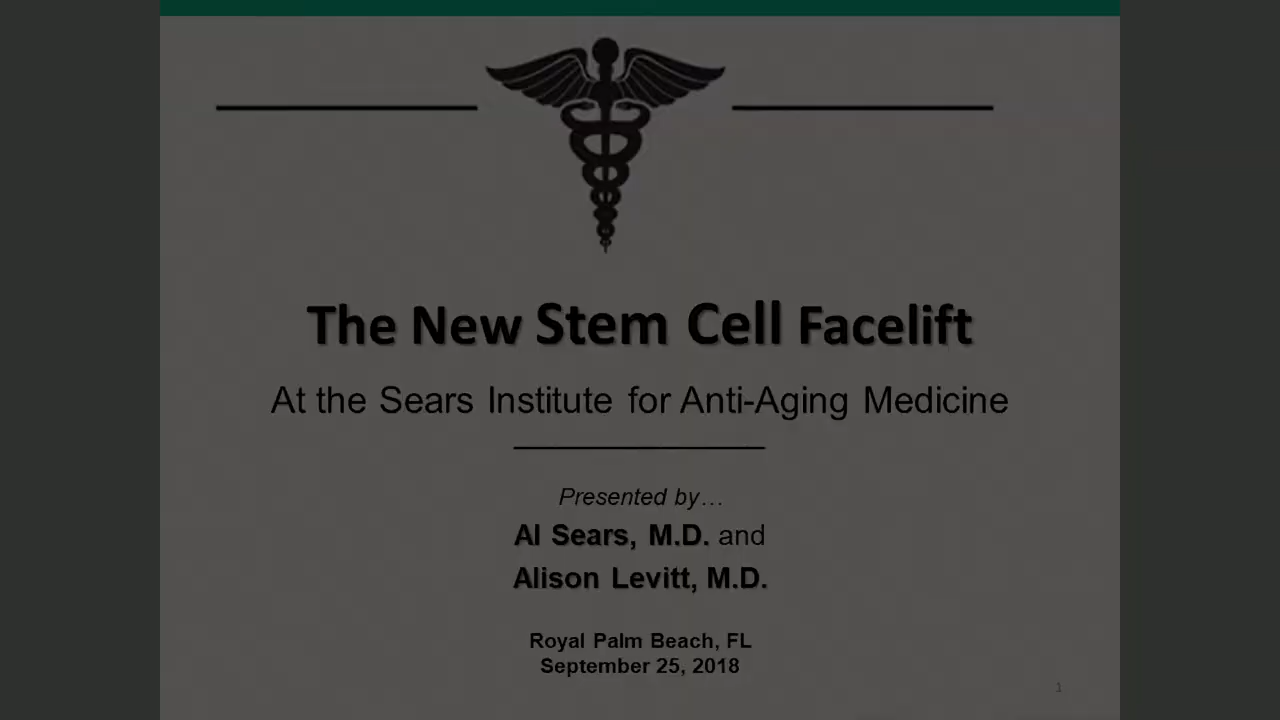 The New Stem Cell Facelift
At the Sears Institute for Anti-Aging Medicine
Presented by…
Al Sears, M.D. and
Alison Levitt, M.D.
Royal Palm Beach, FL
September 25, 2018
1